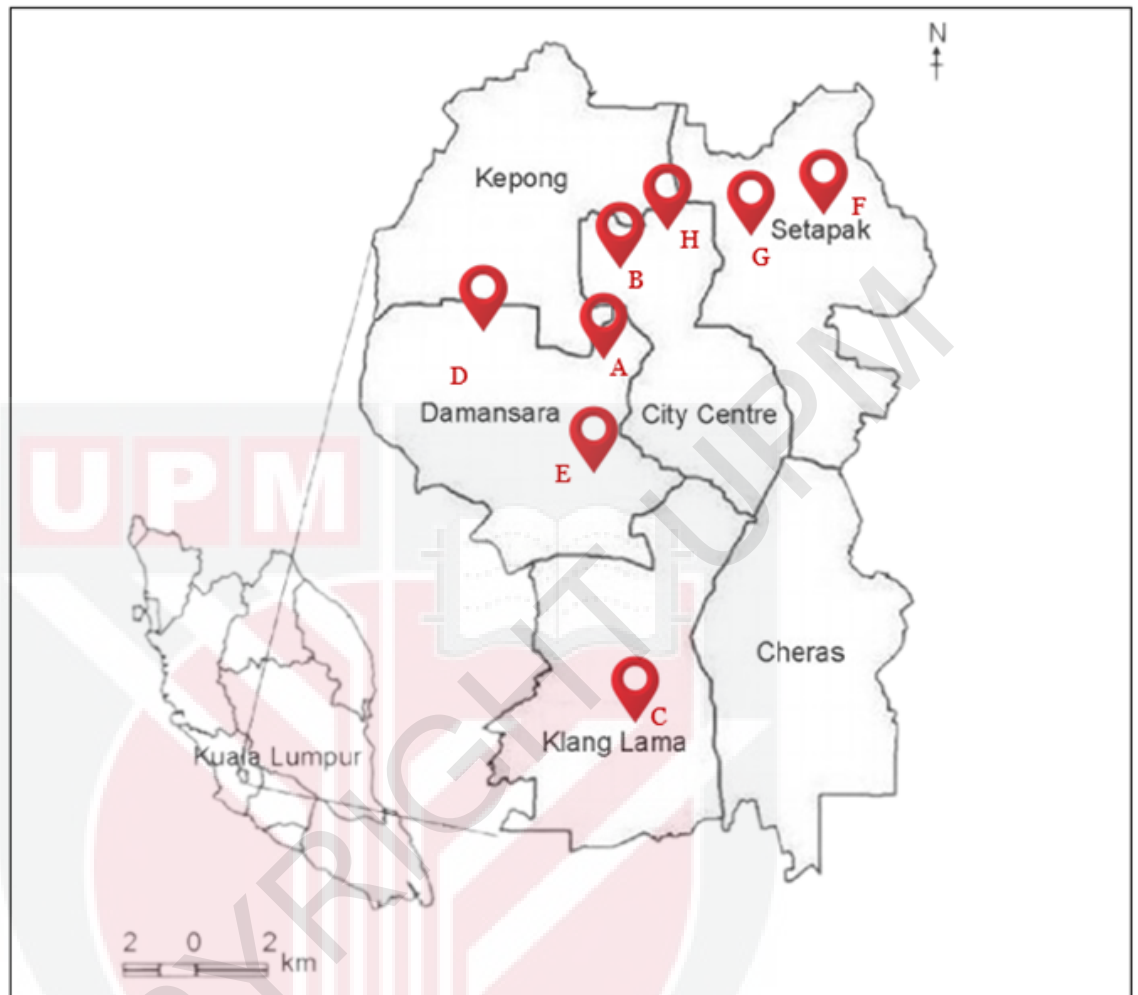 N
Kepong
H
F
Setapak
G
B
D
A
Damansara
City Centre
E
UPM
Cheras
C
Klang Lama
Kuala Lumpur
2 0 2
km
COPYRIGHT UPM